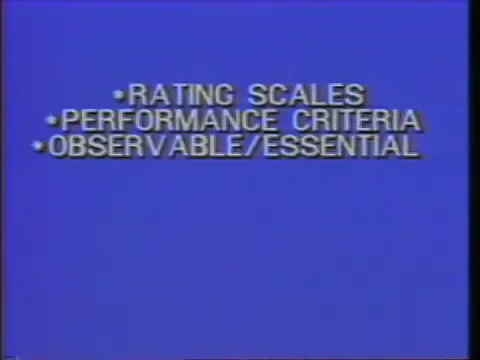 *RATING SCALES
*PERFORMANCE CRITERIA
*OBSERVABLE/ESSENTIAL